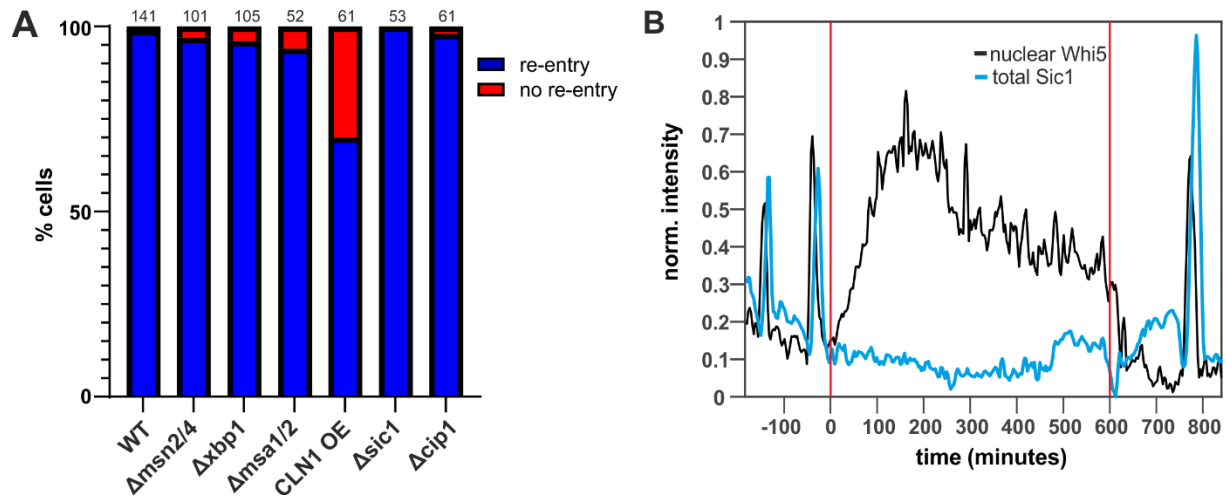 A
141 101 105 52 61 53 61
100
50
0
% cells
re-entry
no re-entry
WT
Δmsn2/4
Δxbp1
Δmsa1/2
CLN1 OE
Δsic1
Δcip1
B
1
0.9
0.8
0.7
0.6
0.5
0.4
0.3
0.2
0.1
0
norm. intensity
nuclear Whi5
total Sic1
-100 0 100 200 300 400 500 600 700 800
time (minutes)